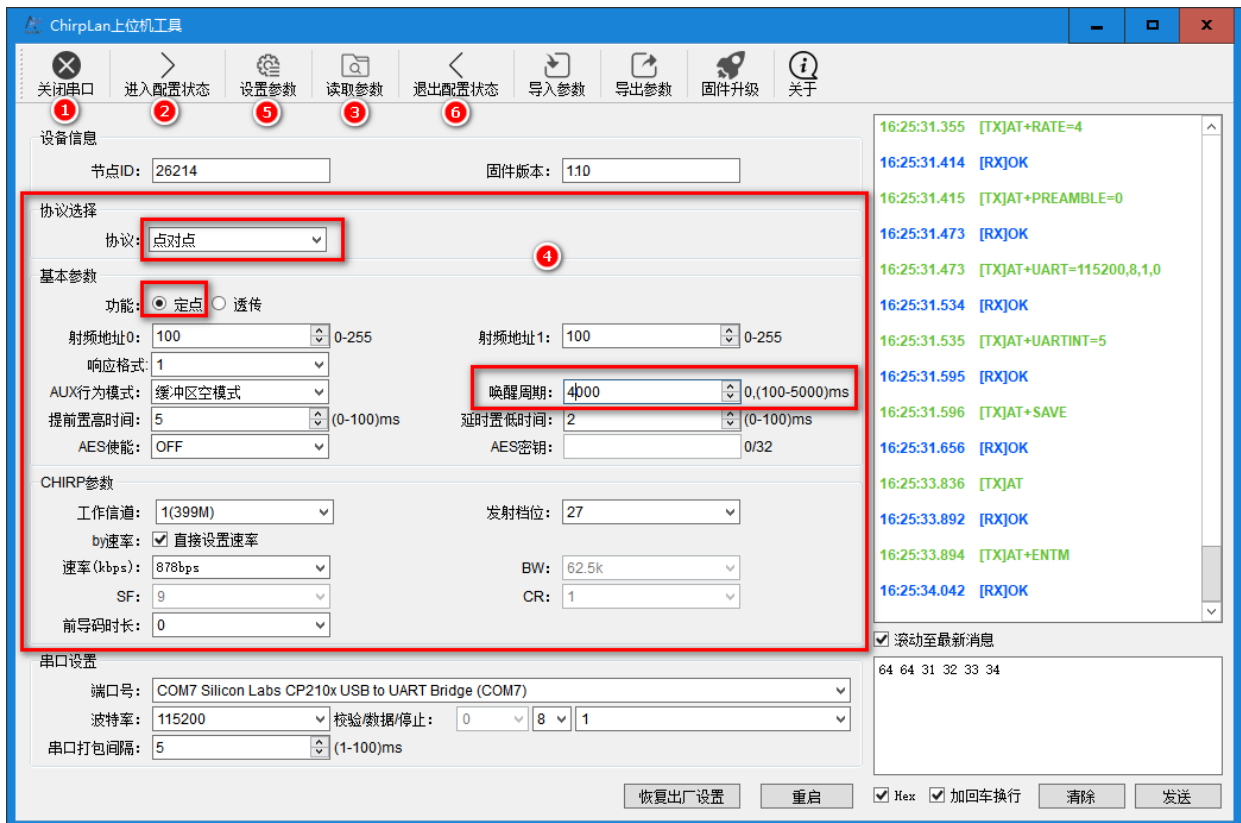 ChirpLan上位机工具
关闭串口 进入配置状态 设置参数 读取参数 退出配置状态 导入参数 导出参数 固件升级 关于
1 2 5 3 6
设备信息
节点ID: 26214 固件版本: 1.10
协议选择
协议: 点对点
4
基本参数
功能: 定点 透传
射频地址0: 100 0-255 射频地址1: 100 0-255
响应格式: 1
AUX行为模式: 缓冲区空模式 唤醒周期: 4000 0,(100-5000)ms
提前置高时间: 5 (0-100)ms 延时置低时间: 2 (0-100)ms
AES使能: OFF AES密钥: 0/32
CHIRP参数
工作信道: 1(399M) 发射档位: 27
by速率: 直接设置速率
速率(kbps): 878bps BW: 62.5k
SF: 9 CR: 1
前导码时长: 0
串口设置
端口号: COM7 Silicon Labs CP210x USB to UART Bridge (COM7)
波特率: 115200 校验/数据/停止: 0 8 1
串口打包间隔: 5 (1-100)ms
恢复出厂设置 重启
16:25:31.355 [TX]AT+RATE=4
16:25:31.414 [RX]OK
16:25:31.415 [TX]AT+PREAMBLE=0
16:25:31.473 [RX]OK
16:25:31.473 [TX]AT+UART=115200,8,1,0
16:25:31.534 [RX]OK
16:25:31.535 [TX]AT+UARTINT=5
16:25:31.595 [RX]OK
16:25:31.596 [TX]AT+SAVE
16:25:31.656 [RX]OK
16:25:33.836 [TX]AT
16:25:33.892 [RX]OK
16:25:33.894 [TX]AT+ENTM
16:25:34.042 [RX]OK
滚动至最新消息
64 64 31 32 33 34
Hex 加回车换行 清除 发送